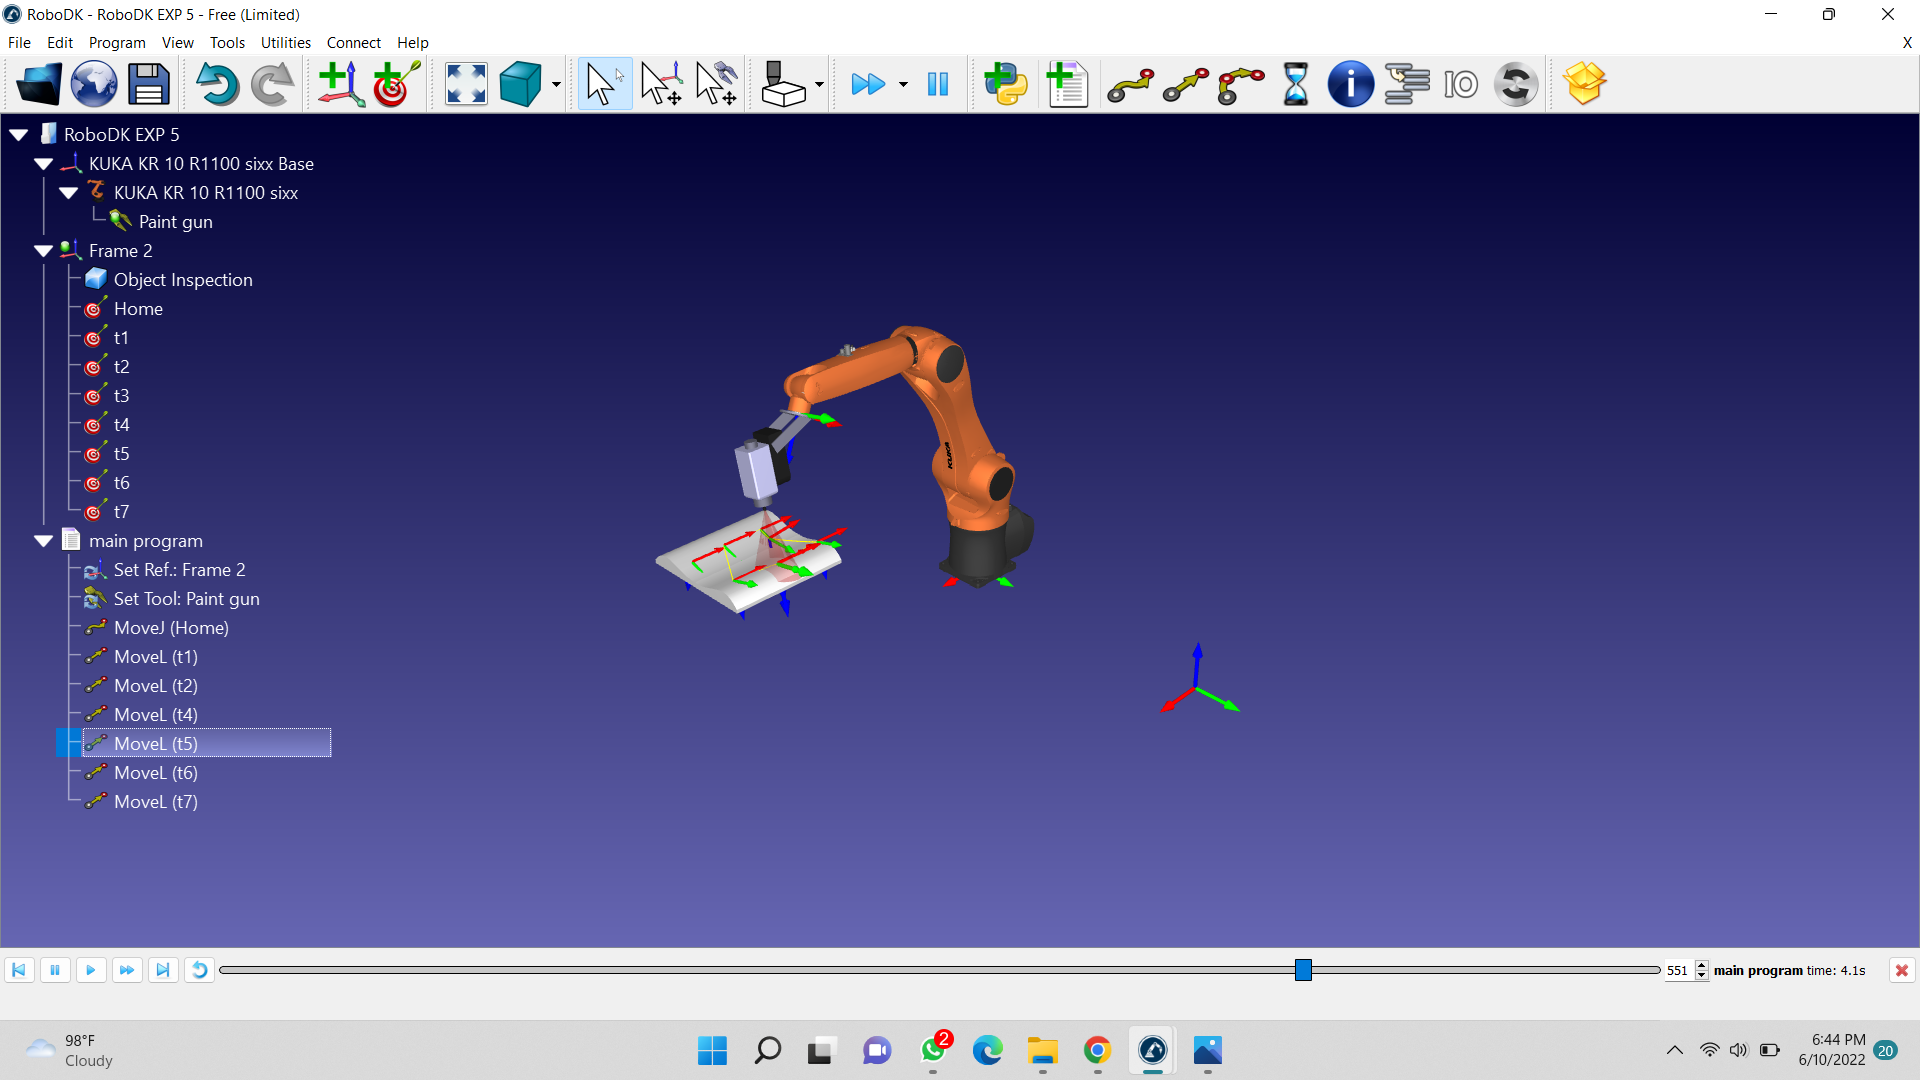 RoboDK - RoboDK EXP 5 - Free (Limited)
File Edit Program View Tools Utilities Connect Help X
IO
RoboDK EXP 5
KUKA KR 10 R1100 sixx Base
KUKA KR 10 R1100 sixx
Paint gun
Frame 2
Object Inspection
Home
t1
t2
t3
t4
t5
t6
t7
main program
Set Ref.: Frame 2
Set Tool: Paint gun
MoveJ (Home)
MoveL (t1)
MoveL (t2)
MoveL (t4)
MoveL (t5)
MoveL (t6)
MoveL (t7)
KUKA
551 main program time: 4.1s
98°F
Cloudy
2
6:44 PM
6/10/2022
20